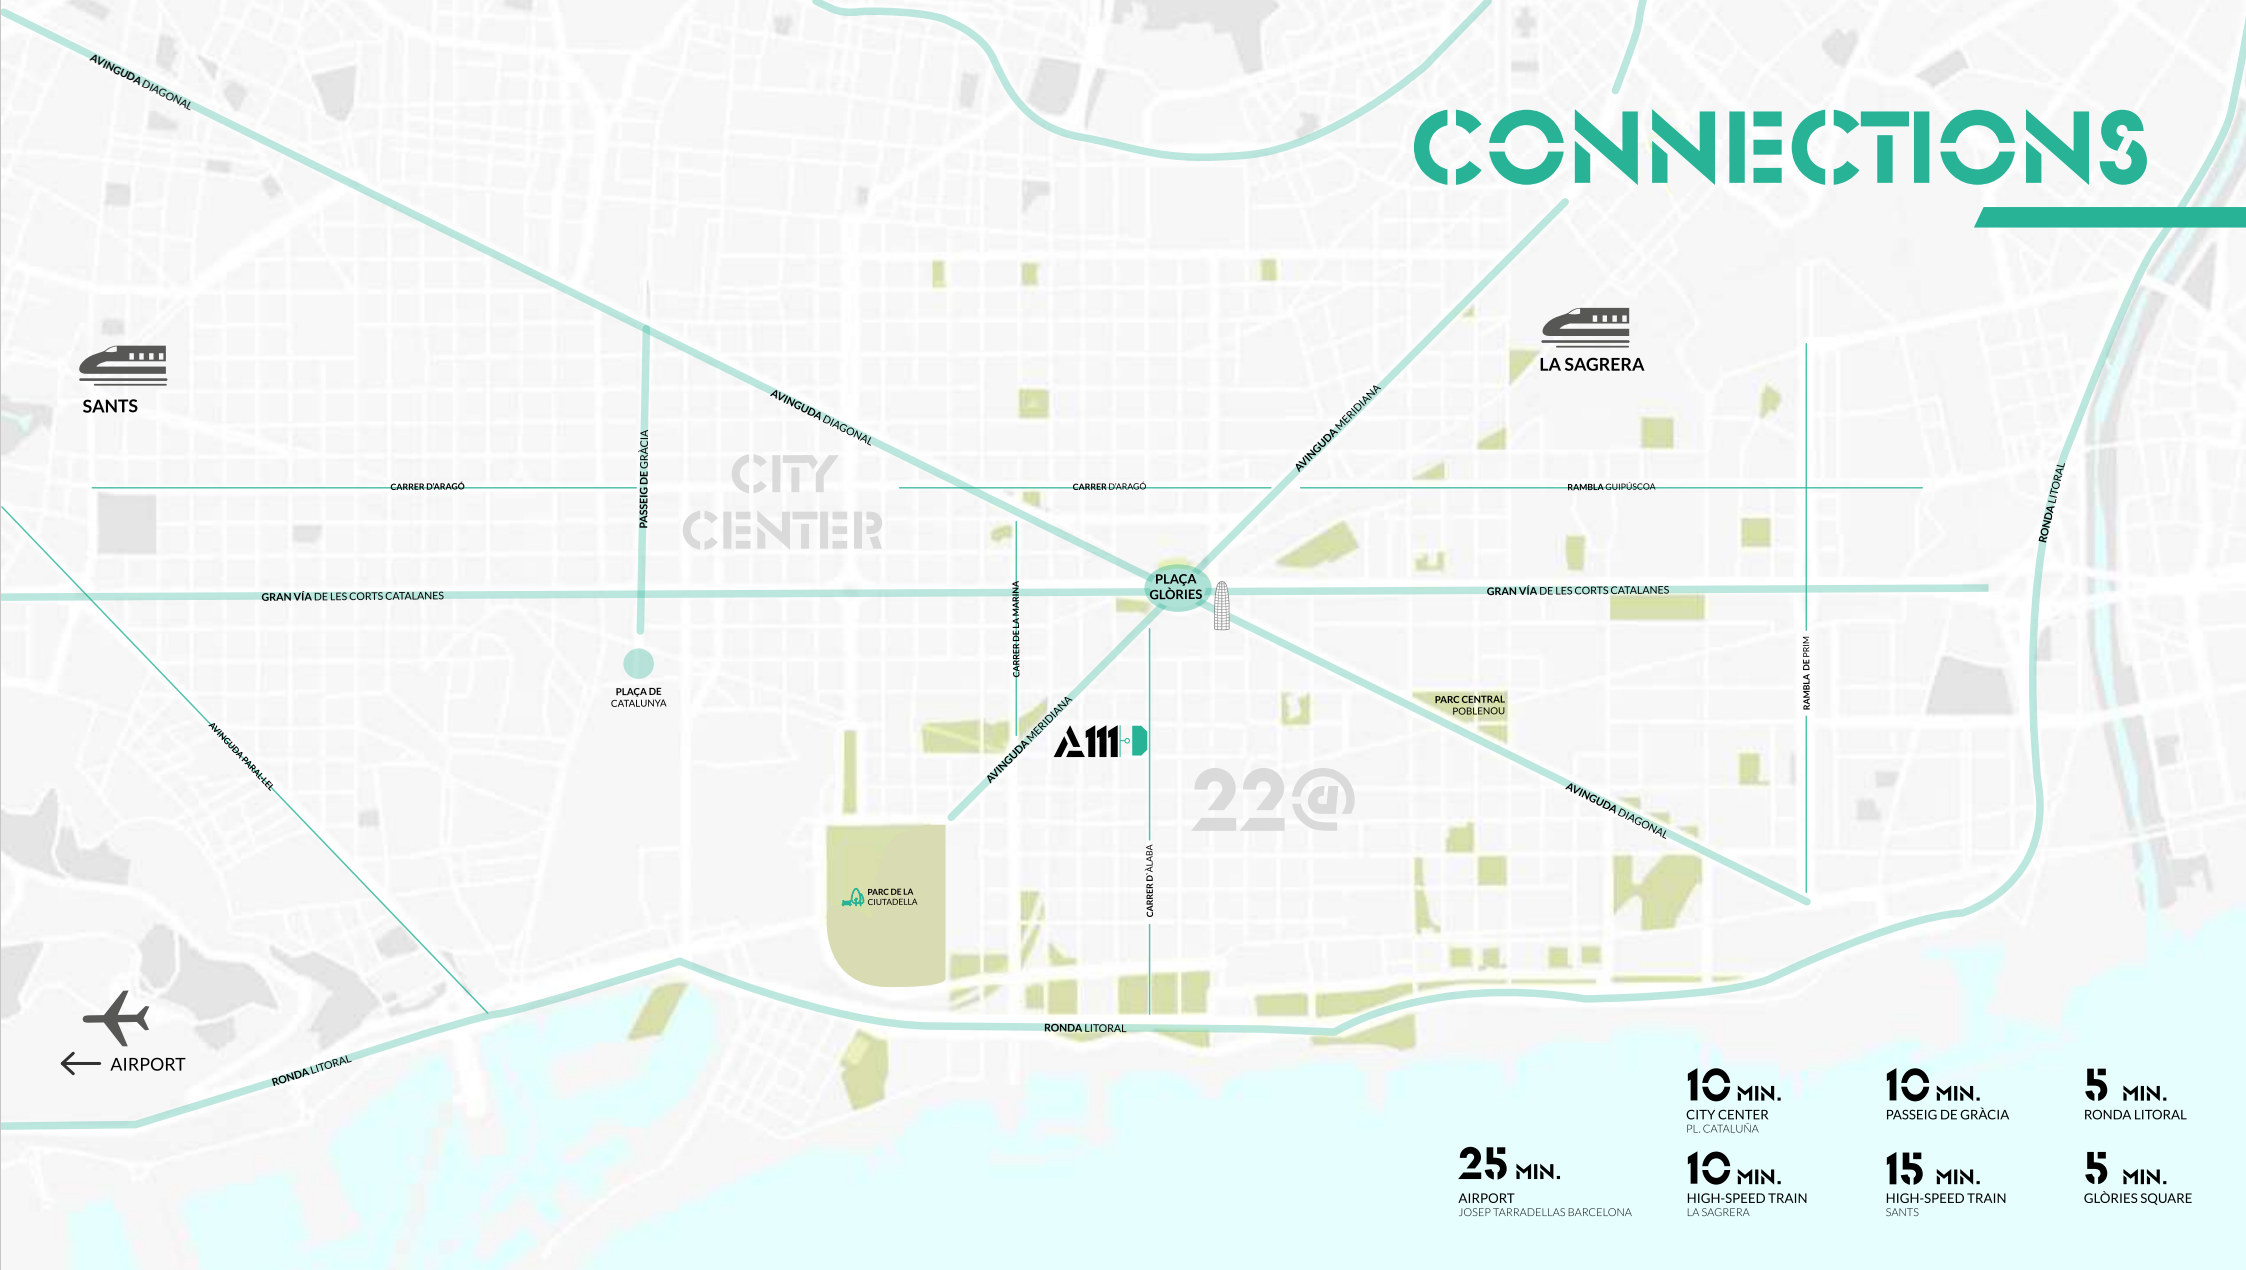 CONNECTIONS
AVINGUDA DIAGONAL
SANTS
LA SAGRERA
AVINGUDA DIAGONAL
AVINGUDA MERIDIANA
PASSEIG DE GRÀCIA
CITY
CENTER
CARRER D'ARAGÓ
CARRER D'ARAGÓ
RAMBLA GUIPÚSCOA
RONDA LITORAL
PLAÇA
GLÒRIES
GRAN VÍA DE LES CORTS CATALANES
GRAN VÍA DE LES CORTS CATALANES
CARRER DE LA MARINA
RAMBLA DE PRIM
PLAÇA DE
CATALUNYA
PARC CENTRAL
POBLENOU
AVINGUDA PARAL·LEL
AVINGUDA MERIDIANA
A111
22@
AVINGUDA DIAGONAL
CARRER D'ÀLABA
PARC DE LA
CIUTADELLA
RONDA LITORAL
AIRPORT
RONDA LITORAL
10 MIN.
CITY CENTER
PL. CATALUÑA
10 MIN.
PASSEIG DE GRÀCIA
5 MIN.
RONDA LITORAL
25 MIN.
AIRPORT
JOSEP TARRADELLAS BARCELONA
10 MIN.
HIGH-SPEED TRAIN
LA SAGRERA
15 MIN.
HIGH-SPEED TRAIN
SANTS
5 MIN.
GLÒRIES SQUARE